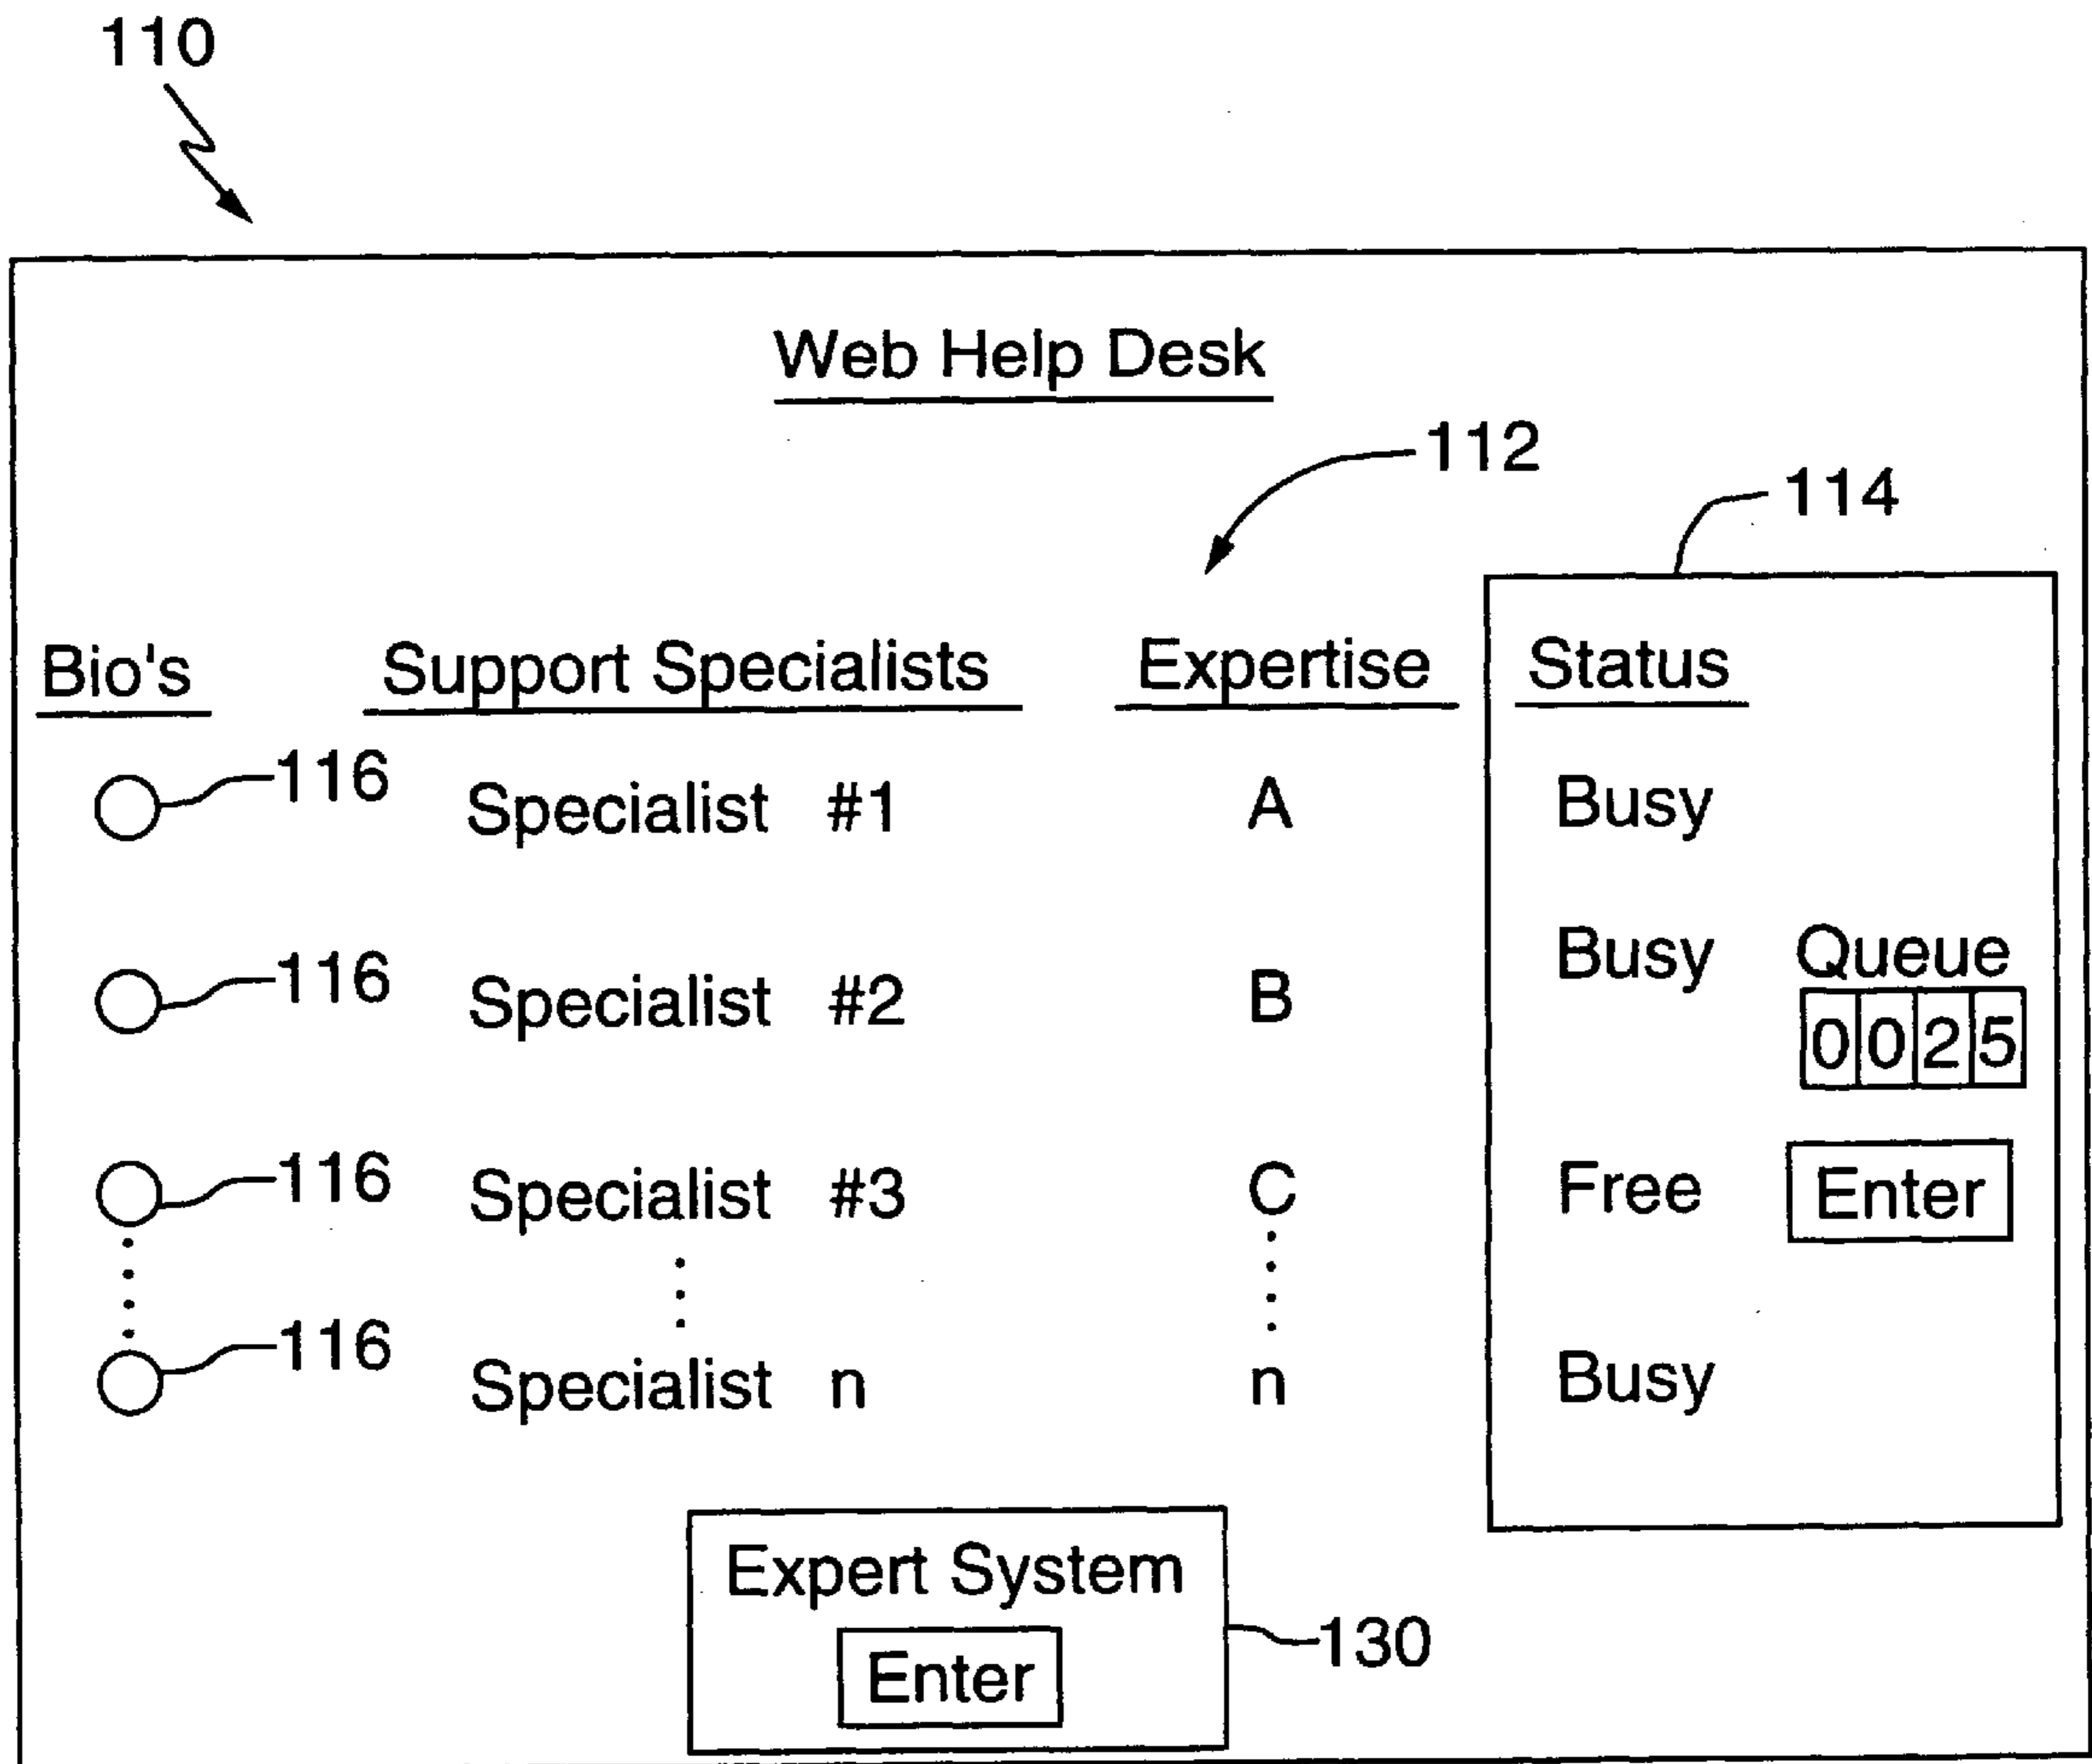 110
Web Help Desk
112
114
Bio's Support Specialists Expertise Status
116 Specialist #1 A Busy
116 Specialist #2 B Busy Queue
0025
116 Specialist #3 C Free Enter
116 Specialist n n Busy
Expert System
130
Enter